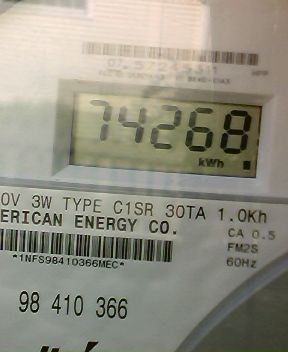 74268
kWh
0V 3W TYPE C1SR 30TA 1.0Kh
ERICAN ENERGY CO.
CA 0.5
FM2S
60Hz
*1NFS98410366MEC*
98 410 366